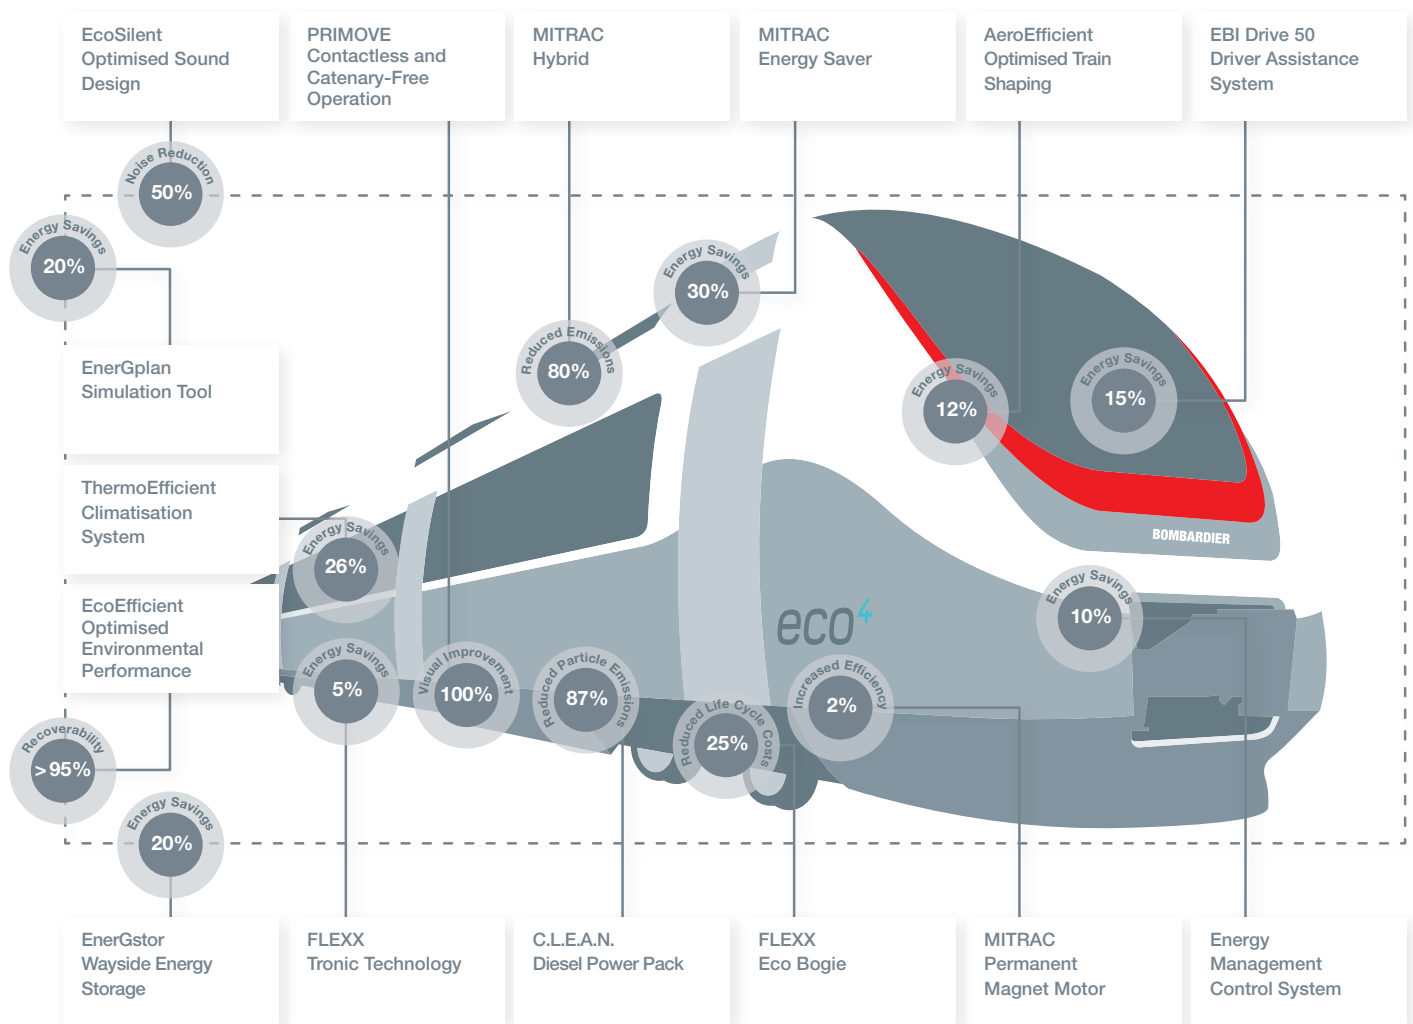 EcoSilent
Optimised Sound
Design
PRIMOVE
Contactless and
Catenary-Free
Operation
MITRAC
Hybrid
MITRAC
Energy Saver
AeroEfficient
Optimised Train
Shaping
EBI Drive 50
Driver Assistance
System
Noise Reduction
50%
Energy Savings
20%
Energy Savings
30%
Reduced Emissions
80%
Energy Savings
12%
Energy Savings
15%
EnerGplan
Simulation Tool
ThermoEfficient
Climatisation
System
Energy Savings
26%
BOMBARDIER
EcoEfficient
Optimised
Environmental
Performance
eco4
Energy Savings
10%
Energy Savings
5%
Visual Improvement
100%
Reduced Particle Emissions
87%
Reduced Life Cycle Costs
25%
Increased Efficiency
2%
Recoverability
>95%
Energy Savings
20%
EnerGstor
Wayside Energy
Storage
FLEXX
Tronic Technology
C.L.E.A.N.
Diesel Power Pack
FLEXX
Eco Bogie
MITRAC
Permanent
Magnet Motor
Energy
Management
Control System